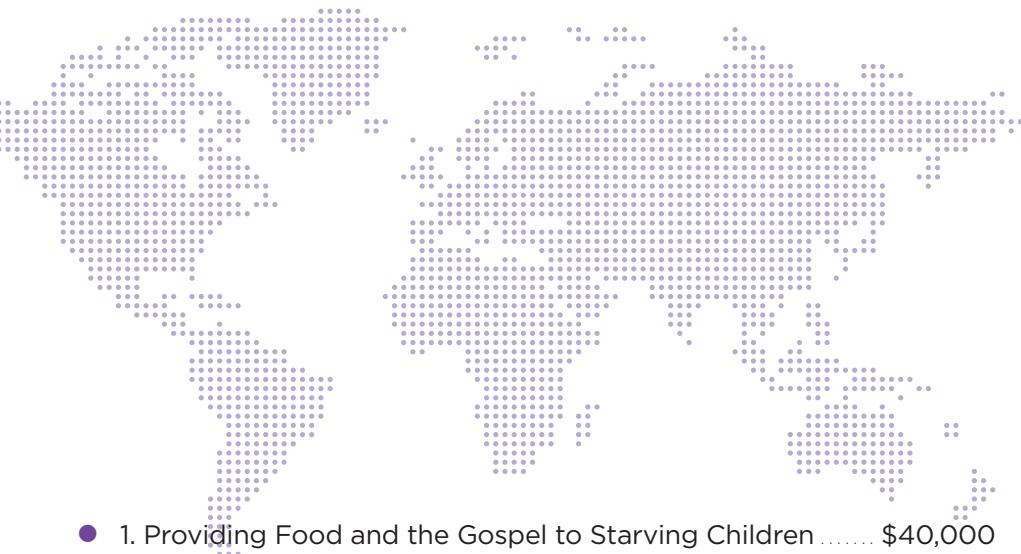 1. Providing Food and the Gospel to Starving Children ....... $40,000